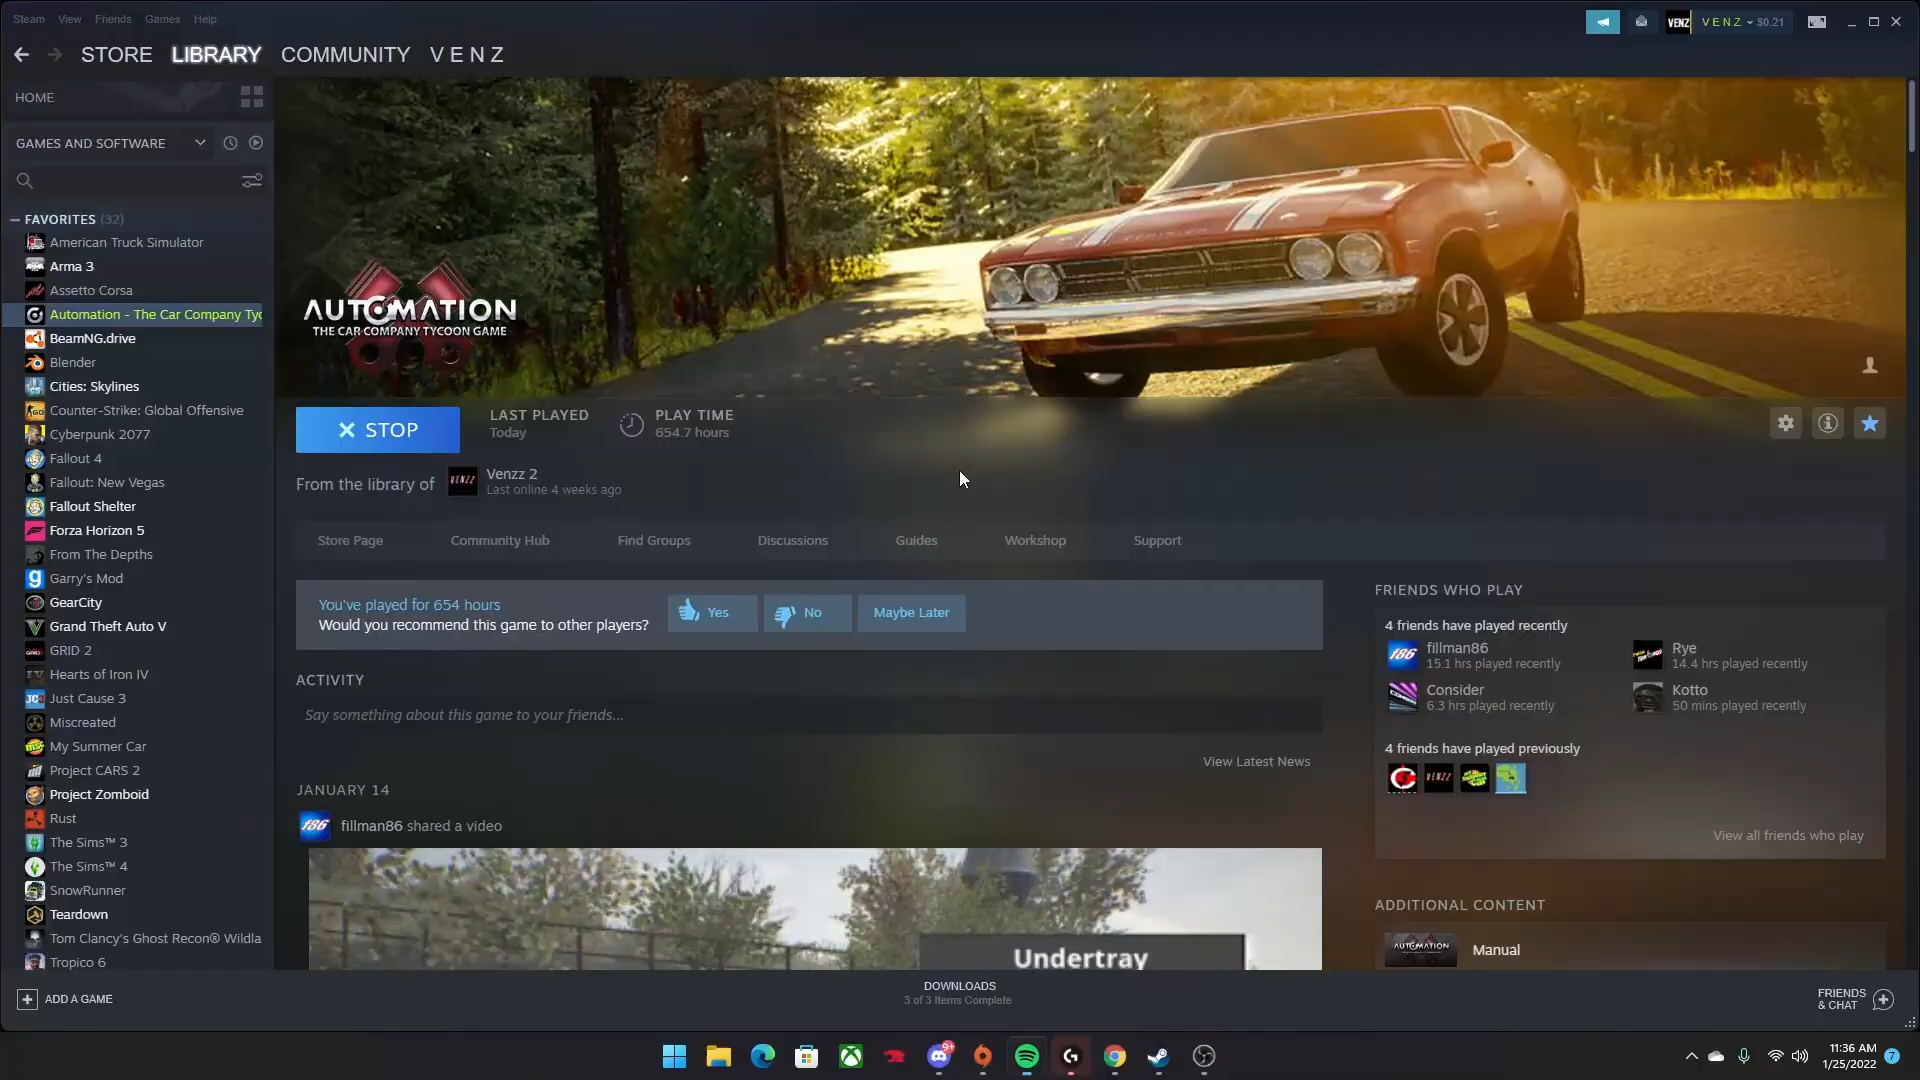 Steam View Friends Games Help
VENZ
V E N Z
$0.21
STORE LIBRARY COMMUNITY V E N Z
HOME
GAMES AND SOFTWARE
FAVORITES (32)
American Truck Simulator
Arma 3
Assetto Corsa
Automation - The Car Company Tyc
BeamNG.drive
Blender
Cities: Skylines
Counter-Strike: Global Offensive
Cyberpunk 2077
Fallout 4
Fallout: New Vegas
Fallout Shelter
Forza Horizon 5
From The Depths
Garry's Mod
GearCity
Grand Theft Auto V
GRID 2
Hearts of Iron IV
Just Cause 3
Miscreated
My Summer Car
Project CARS 2
Project Zomboid
Rust
The Sims™ 3
The Sims™ 4
SnowRunner
Teardown
Tom Clancy's Ghost Recon® Wildla
Tropico 6
ADD A GAME
AUTOMATION
THE CAR COMPANY TYCOON GAME
STOP
LAST PLAYED
Today
PLAY TIME
654.7 hours
From the library of
VENZZ
Venzz 2
Last online 4 weeks ago
Store Page Community Hub Find Groups Discussions Guides Workshop Support
You've played for 654 hours
Would you recommend this game to other players?
Yes
No
Maybe Later
ACTIVITY
Say something about this game to your friends...
View Latest News
JANUARY 14
f86
fillman86 shared a video
Undertray
FRIENDS WHO PLAY
4 friends have played recently
f86
fillman86
15.1 hrs played recently
Rye
14.4 hrs played recently
Consider
6.3 hrs played recently
Kotto
50 mins played recently
4 friends have played previously
VENZZ
View all friends who play
ADDITIONAL CONTENT
AUTOMATION
Manual
DOWNLOADS
3 of 3 Items Complete
FRIENDS
& CHAT
9+
11:36 AM
1/25/2022
7